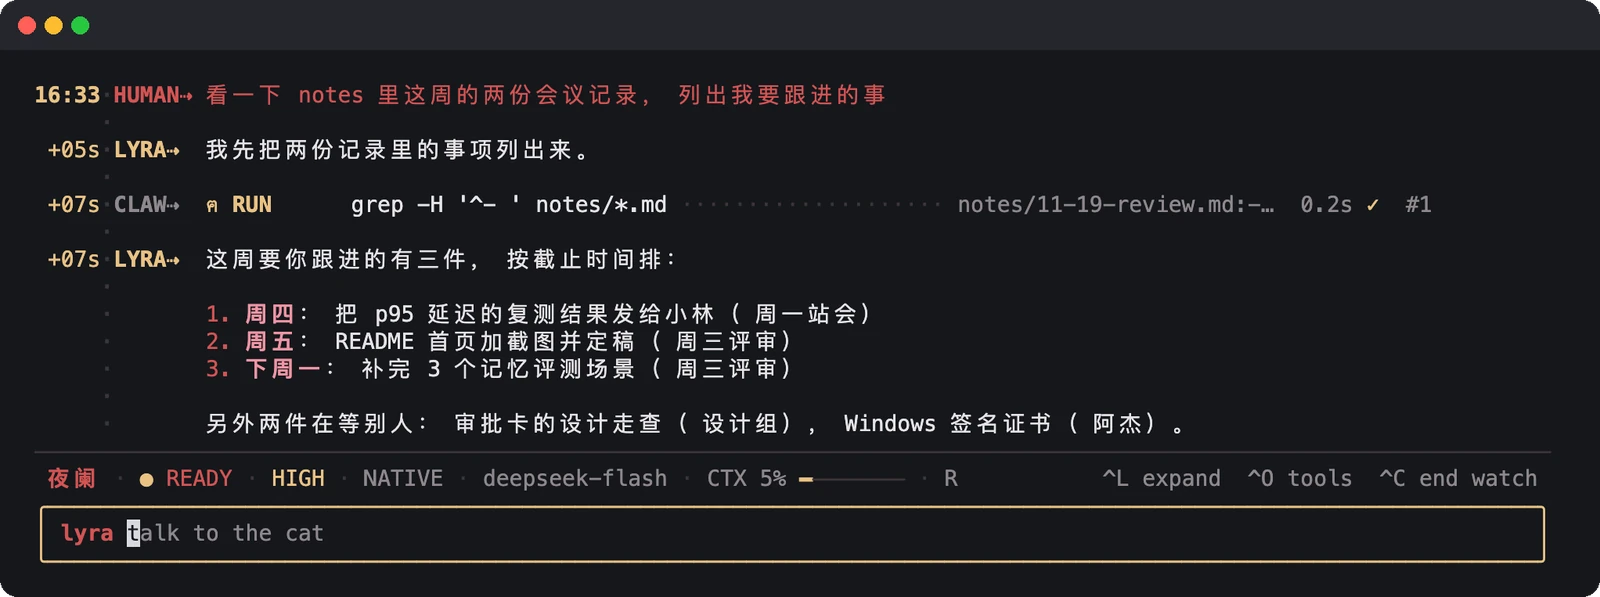 16:33 HUMAN⇢ 看一下 notes 里这周的两份会议记录， 列出我要跟进的事
+05s LYRA⇢ 我先把两份记录里的事项列出来。
+07s CLAW⇢ ฅ RUN grep -H '^- ' notes/*.md ···················· notes/11-19-review.md:-… 0.2s ✓ #1
+07s LYRA⇢ 这周要你跟进的有三件， 按截止时间排：
1. 周四： 把 p95 延迟的复测结果发给小林（ 周一站会）
2. 周五： README 首页加截图并定稿（ 周三评审）
3. 下周一： 补完 3 个记忆评测场景（ 周三评审）
另外两件在等别人： 审批卡的设计走查（ 设计组）， Windows 签名证书（ 阿杰）。
夜阑 · ● READY · HIGH · NATIVE · deepseek-flash · CTX 5% · R ^L expand ^O tools ^C end watch
lyra talk to the cat